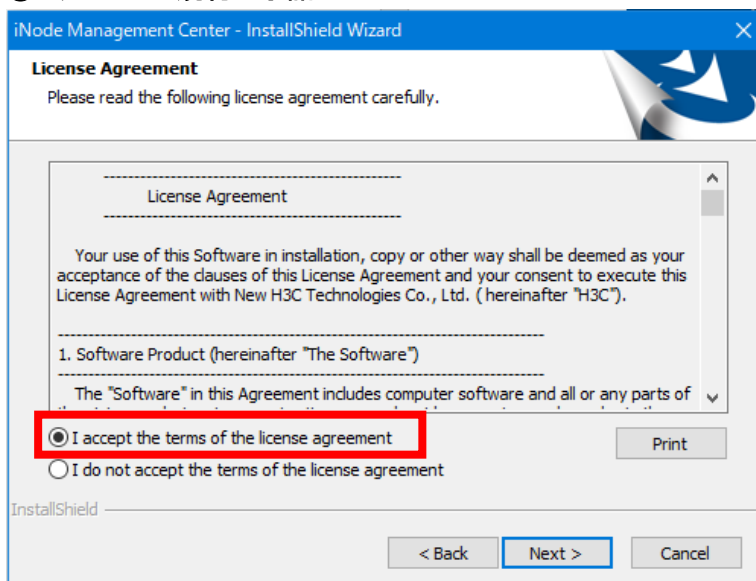 iNode Management Center - InstallShield Wizard
License Agreement
Please read the following license agreement carefully.
--------------------------------------------------
License Agreement
--------------------------------------------------
Your use of this Software in installation, copy or other way shall be deemed as your
acceptance of the clauses of this License Agreement and your consent to execute this
License Agreement with New H3C Technologies Co., Ltd. ( hereinafter "H3C").
--------------------------------------------------------------------------------
1. Software Product (hereinafter "The Software")
--------------------------------------------------------------------------------
The "Software" in this Agreement includes computer software and all or any parts of
I accept the terms of the license agreement
Print
I do not accept the terms of the license agreement
InstallShield
< Back
Next >
Cancel